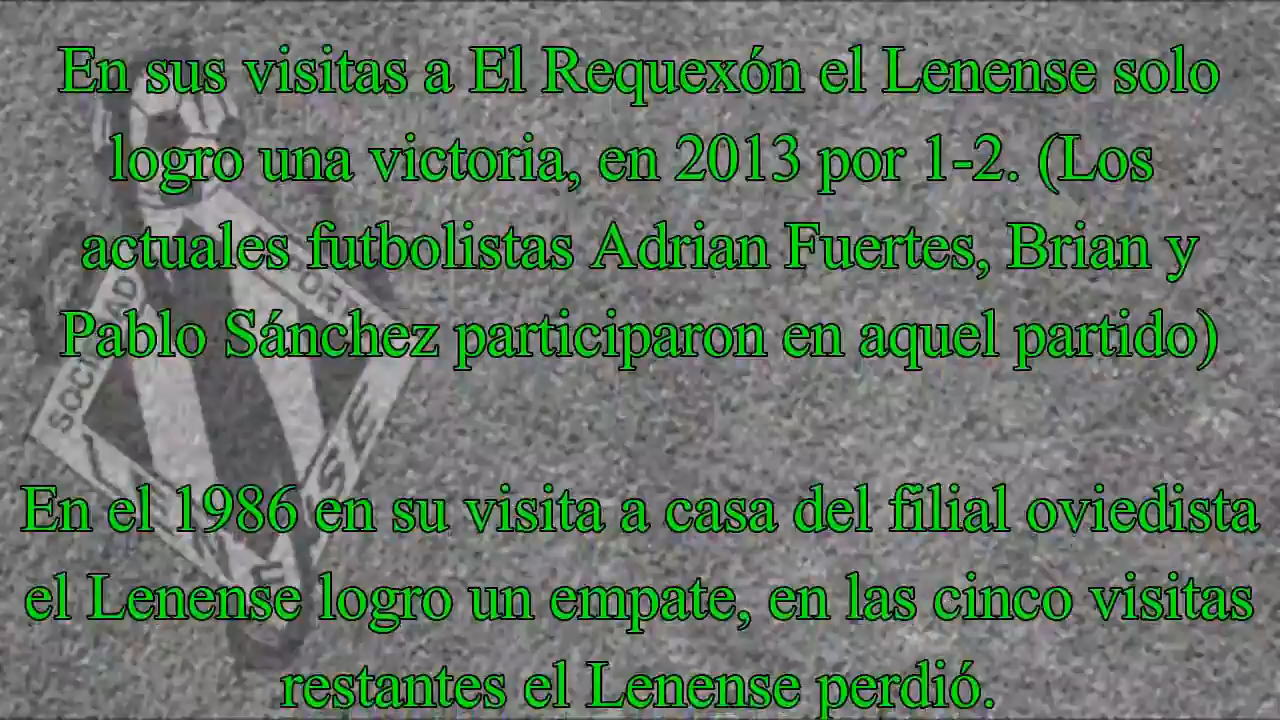 En sus visitas a El Requexón el Lenense solo
logro una victoria, en 2013 por 1-2. (Los
actuales futbolistas Adrian Fuertes, Brian y
Pablo Sánchez participaron en aquel partido)
En el 1986 en su visita a casa del filial oviedista
el Lenense logro un empate, en las cinco visitas
restantes el Lenense perdió.